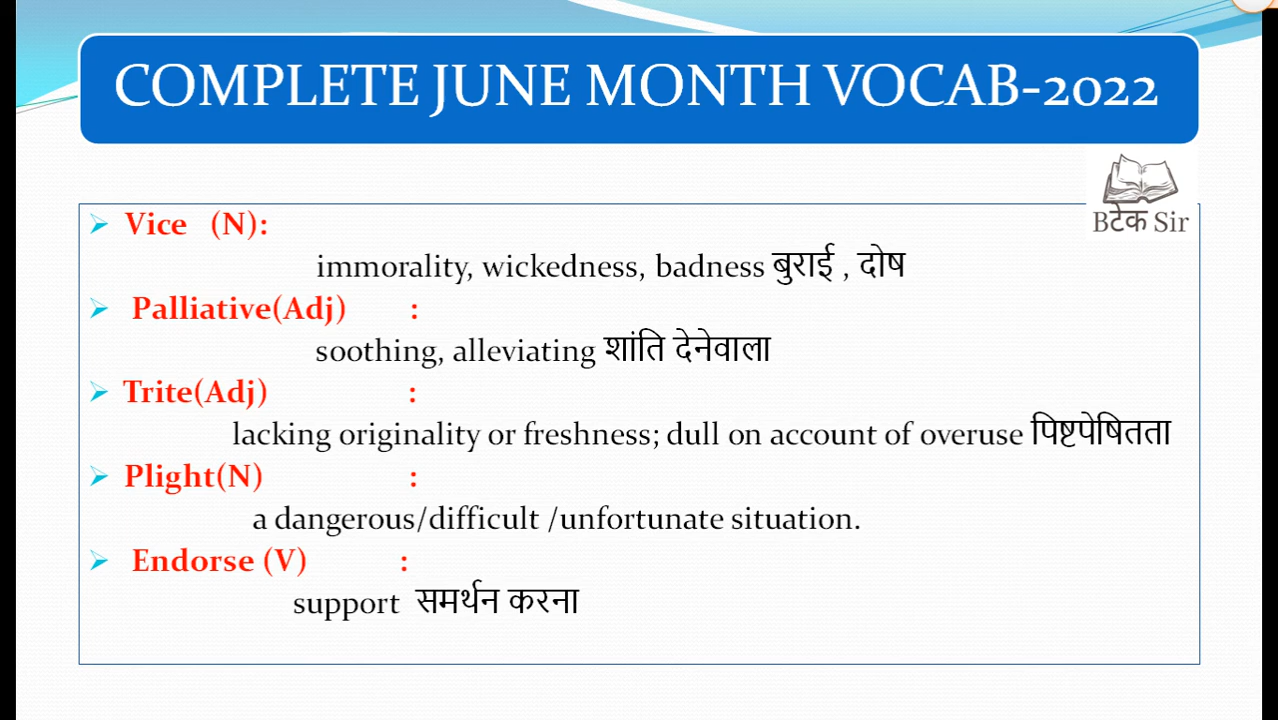 COMPLETE JUNE MONTH VOCAB-2022
Bटेक Sir
Vice (N):
immorality, wickedness, badness बुराई , दोष
Palliative(Adj) :
soothing, alleviating शांति देनेवाला
Trite(Adj) :
lacking originality or freshness; dull on account of overuse पिष्टपेषितता
Plight(N) :
a dangerous/difficult /unfortunate situation.
Endorse (V) :
support समर्थन करना